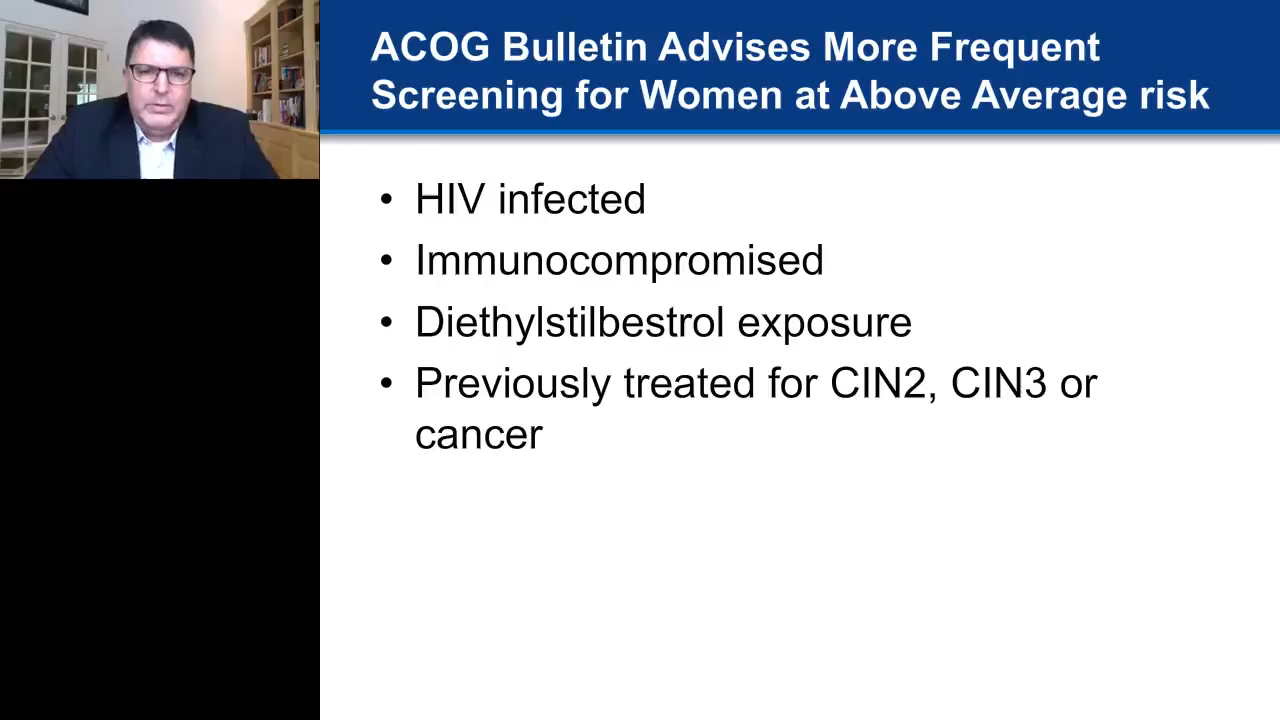 ACOG Bulletin Advises More Frequent
Screening for Women at Above Average risk
• HIV infected
• Immunocompromised
• Diethylstilbestrol exposure
• Previously treated for CIN2, CIN3 or
cancer